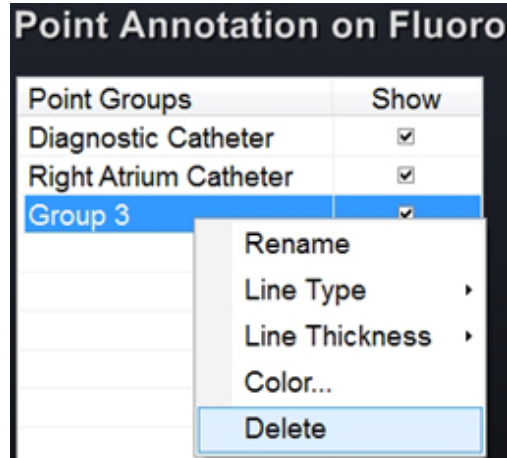 Point Annotation on Fluoro
Point Groups Show
Diagnostic Catheter
Right Atrium Catheter
Group 3
Rename
Line Type
Line Thickness
Color...
Delete